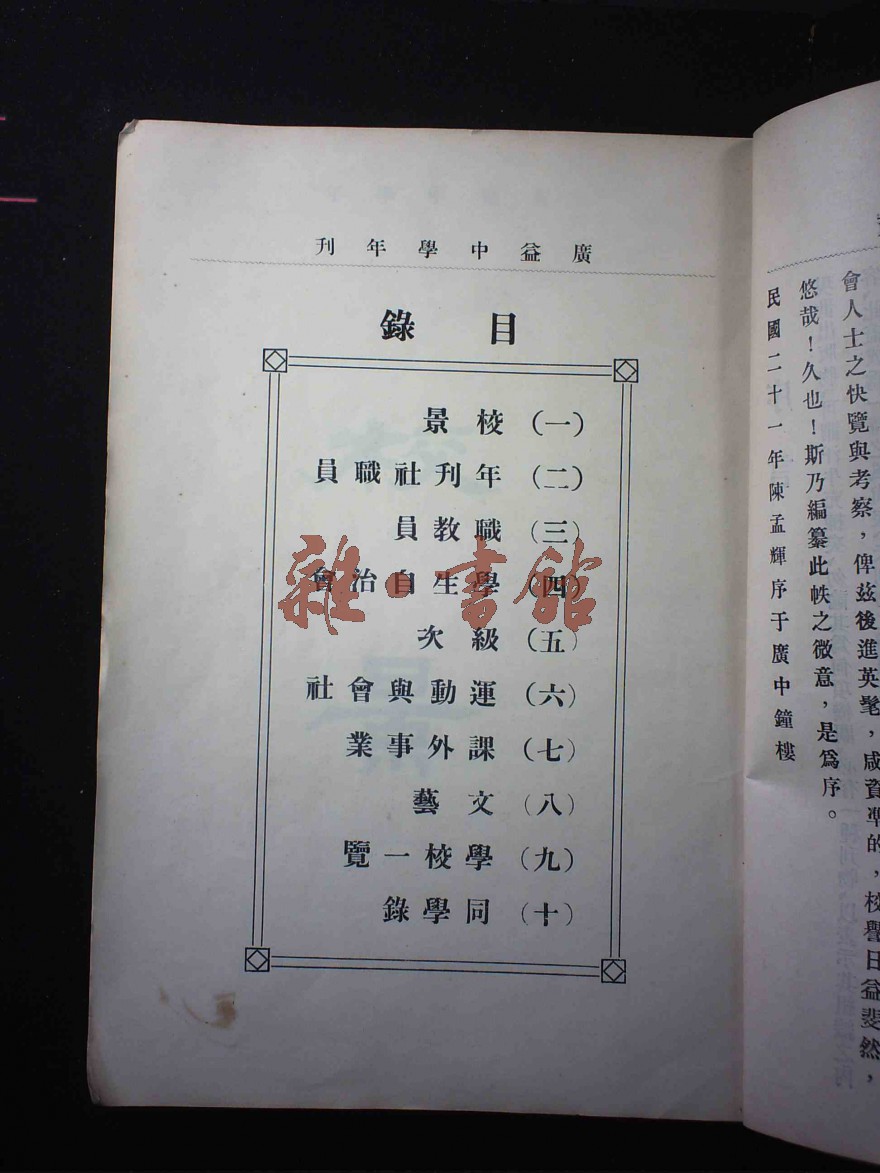 會人士之快覽與考察，俾茲後進英髦，咸資準的，校譽日益斐然，
悠哉！久也！斯乃編纂此帙之微意，是爲序。
民國二十一年陳孟輝序于廣中鐘樓
廣益中學年刊
目錄
(一) 校景
(二) 年刊社職員
(三) 職教員
(四) 學生自治會
(五) 級次
(六) 運動與會社
(七) 課外事業
(八) 文藝
(九) 學校一覽
(十) 同學錄
雜·書館